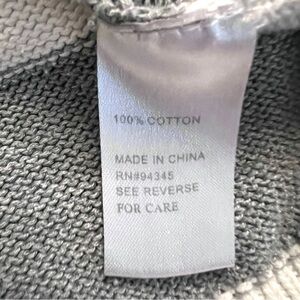 100% COTTON
MADE IN CHINA
RN#94345
SEE REVERSE
FOR CARE